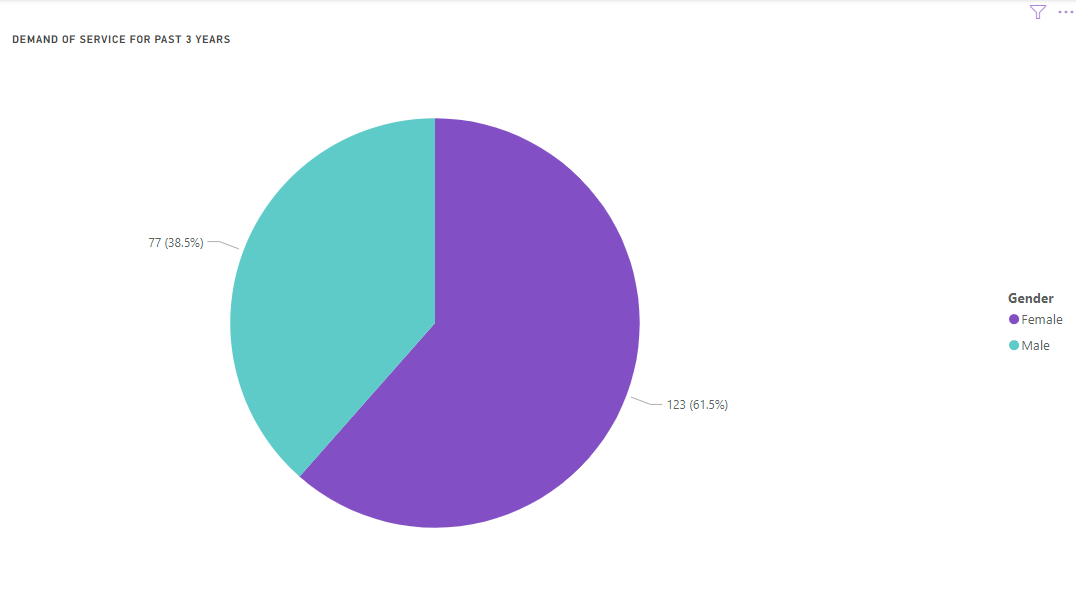 DEMAND OF SERVICE FOR PAST 3 YEARS
77 (38.5%)
123 (61.5%)
Gender
Female
Male